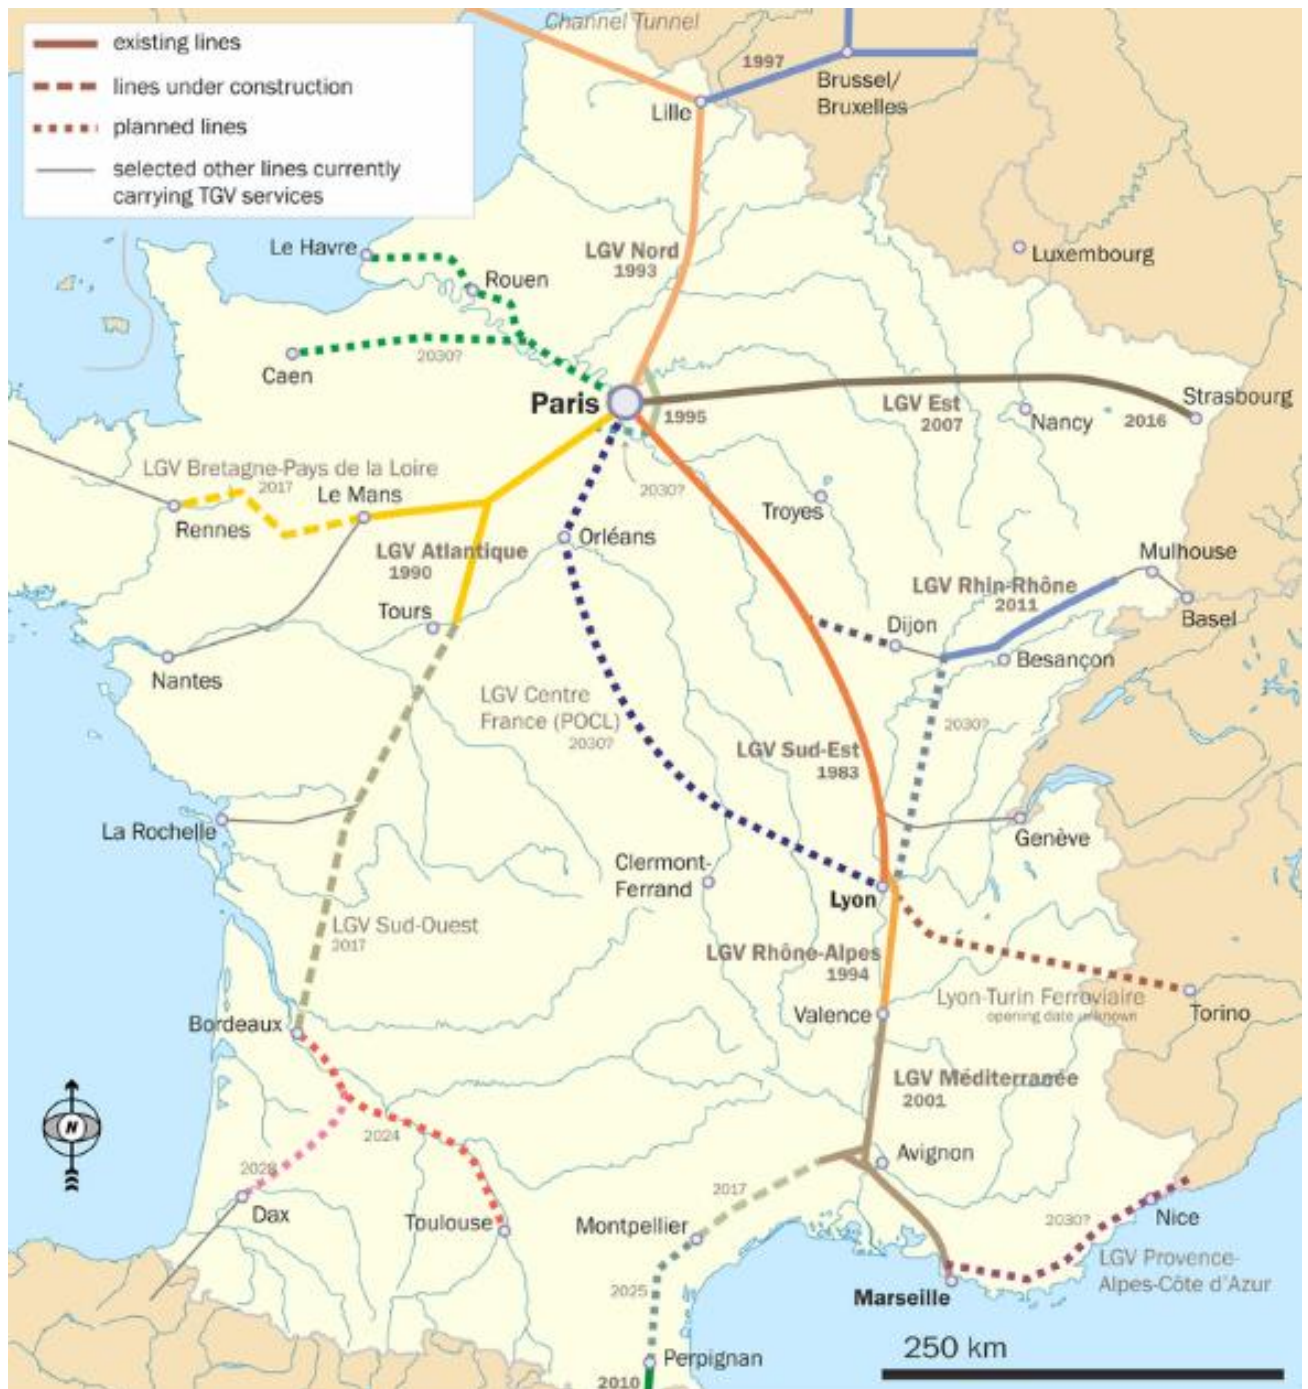 existing lines
lines under construction
planned lines
selected other lines currently
carrying TGV services
Channel Tunnel
1997
Brussel/
Bruxelles
Lille
Luxembourg
Le Havre
Rouen
LGV Nord
1993
2030?
Caen
Paris
1995
LGV Est
2007
Nancy
2016
Strasbourg
LGV Bretagne-Pays de la Loire
2017
Le Mans
Rennes
2030?
Troyes
Orléans
LGV Atlantique
1990
Mulhouse
LGV Rhin-Rhône
2011
Basel
Tours
Dijon
Besançon
Nantes
LGV Centre
France (POCL)
2030?
2030?
LGV Sud-Est
1983
La Rochelle
Genève
Clermont-
Ferrand
Lyon
LGV Sud-Ouest
2017
LGV Rhône-Alpes
1994
Lyon-Turin Ferroviaire
opening date unknown
Torino
Valence
Bordeaux
LGV Méditerranée
2001
N
2024
Avignon
2028
Dax
Toulouse
2017
Montpellier
2030?
Nice
LGV Provence-
Alpes-Côte d'Azur
2025
Marseille
Perpignan
2010
250 km